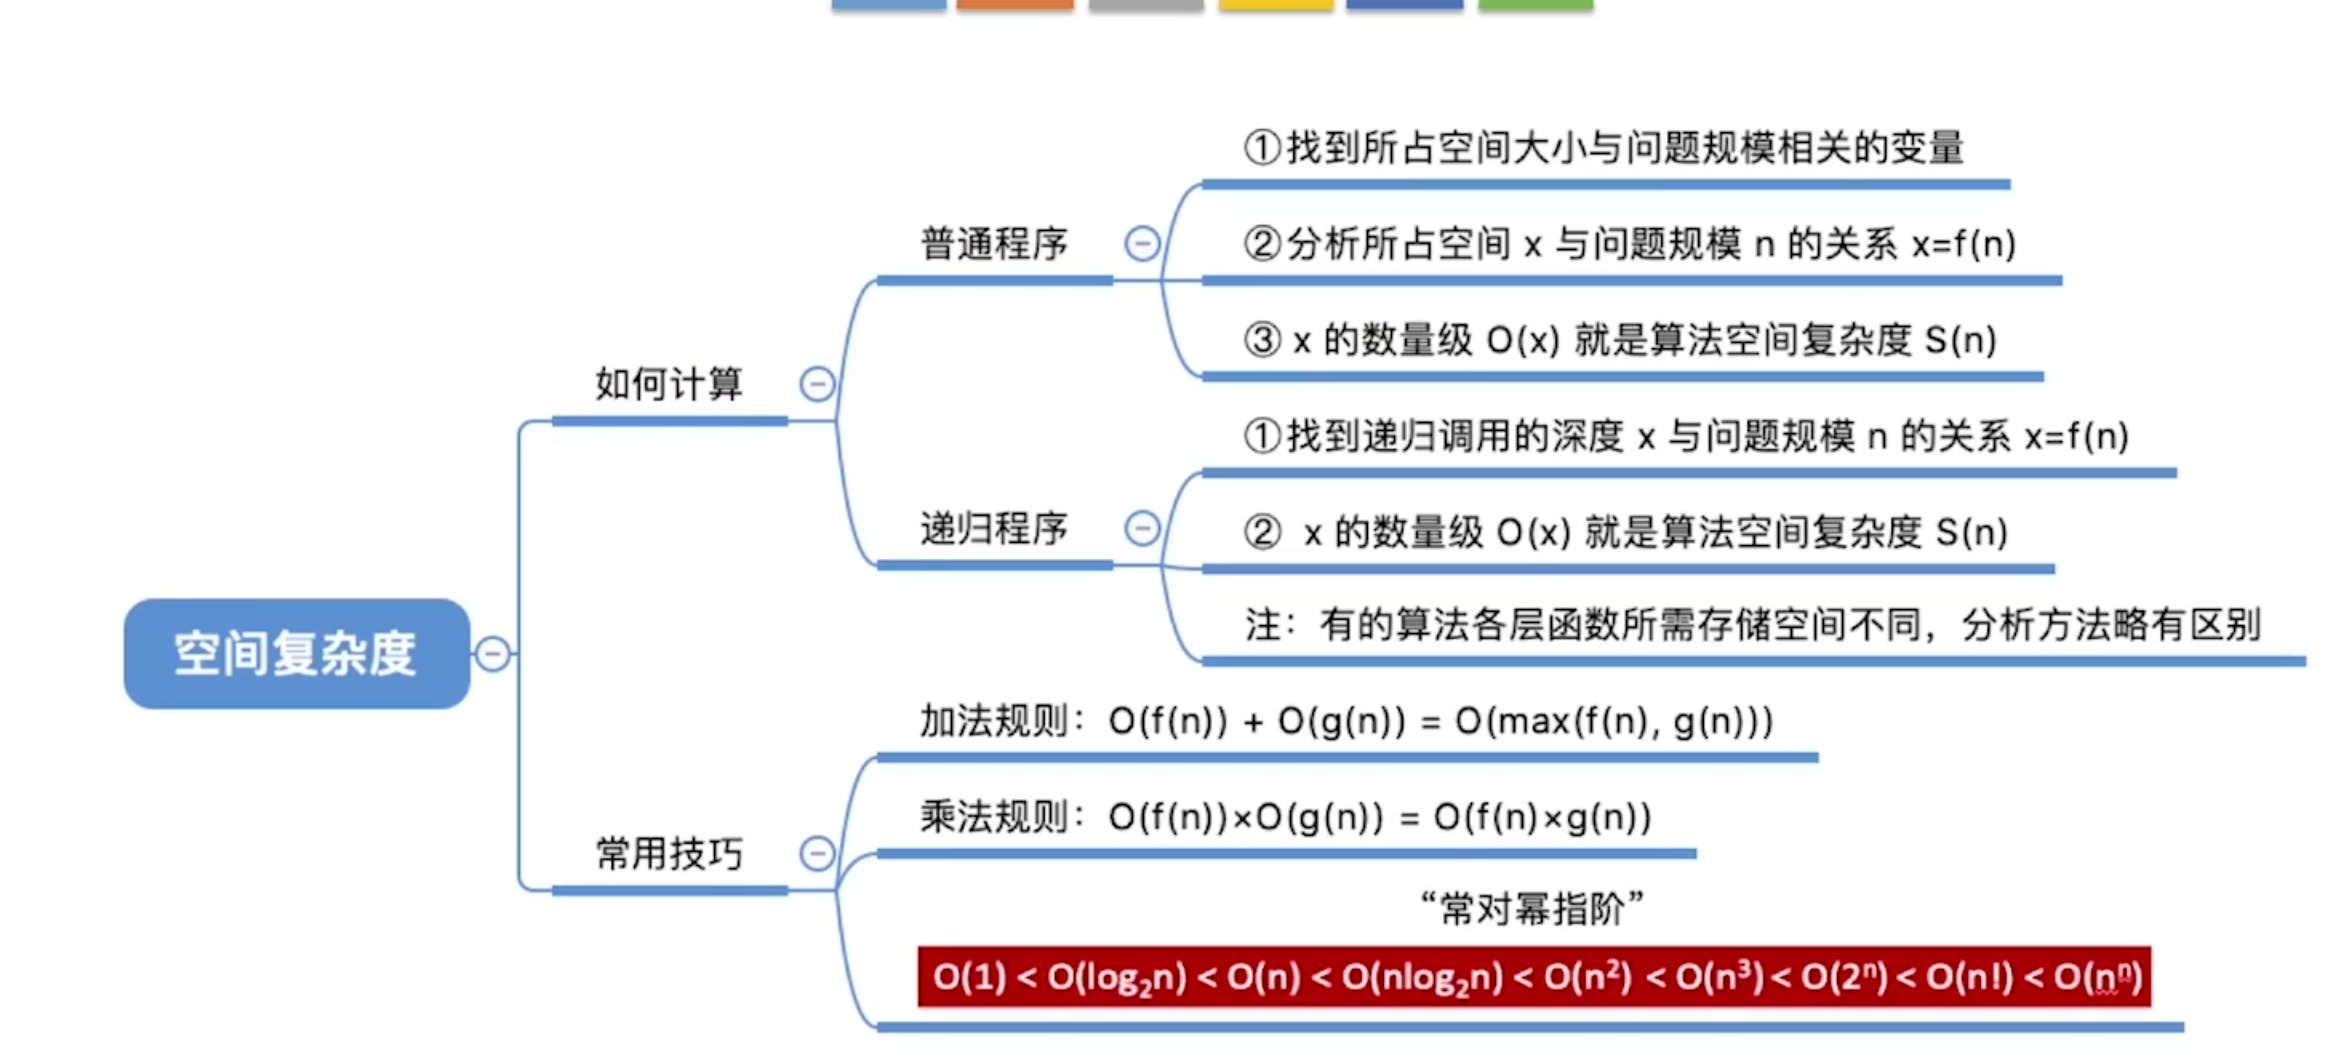 ①找到所占空间大小与问题规模相关的变量
普通程序
②分析所占空间 x 与问题规模 n 的关系 x=f(n)
③ x 的数量级 O(x) 就是算法空间复杂度 S(n)
如何计算
①找到递归调用的深度 x 与问题规模 n 的关系 x=f(n)
递归程序
② x 的数量级 O(x) 就是算法空间复杂度 S(n)
注：有的算法各层函数所需存储空间不同，分析方法略有区别
空间复杂度
加法规则：O(f(n)) + O(g(n)) = O(max(f(n), g(n)))
乘法规则：O(f(n))×O(g(n)) = O(f(n)×g(n))
常用技巧
“常对幂指阶”
O(1) < O(log₂n) < O(n) < O(nlog₂n) < O(n²) < O(n³) < O(2ⁿ) < O(n!) < O(nⁿ)